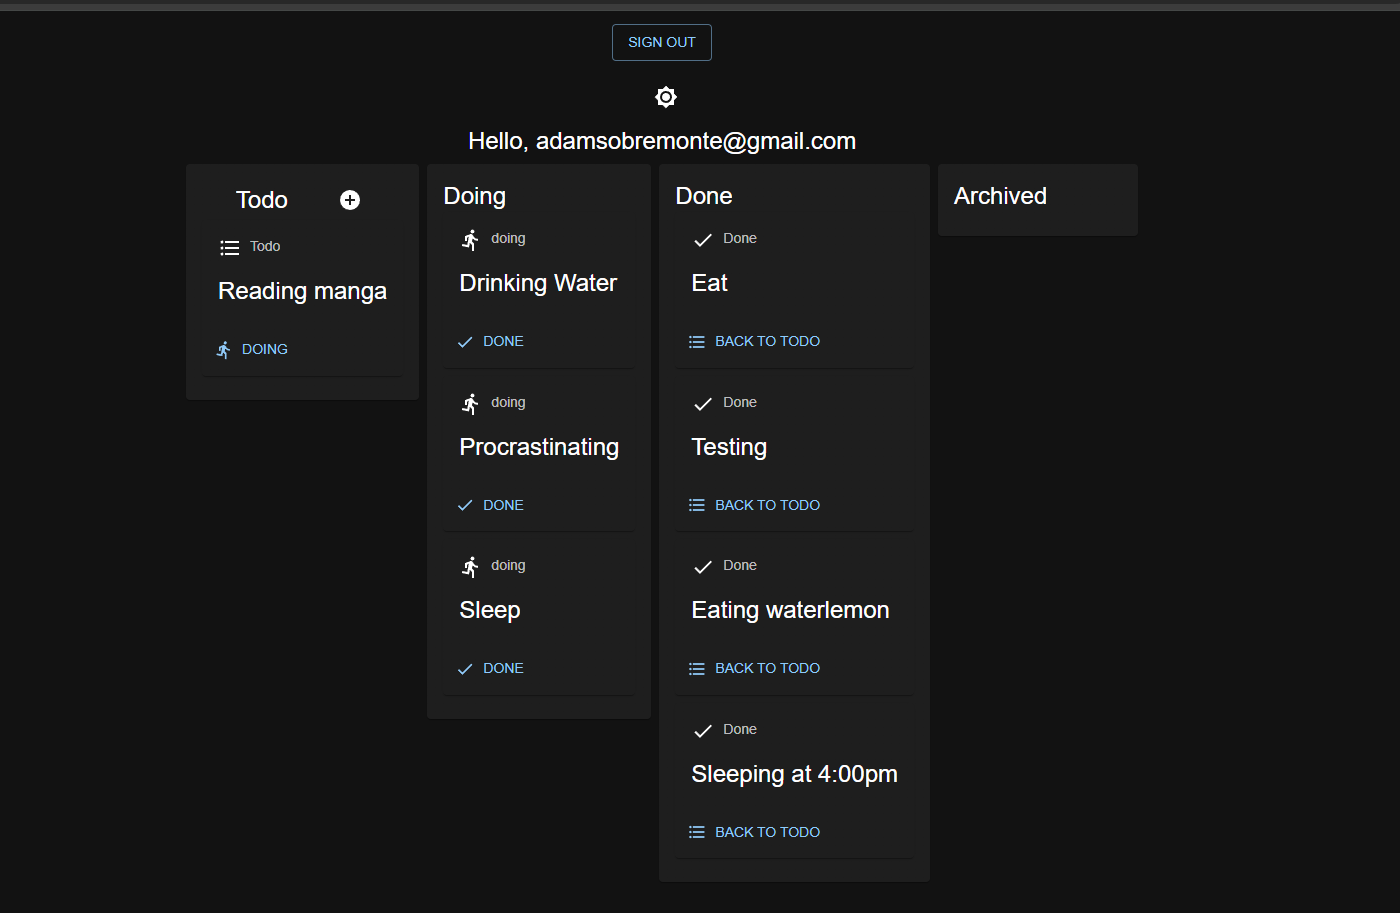 SIGN OUT
Hello, adamsobremonte@gmail.com
Todo
Todo
Reading manga
DOING
Doing
doing
Drinking Water
DONE
doing
Procrastinating
DONE
doing
Sleep
DONE
Done
Done
Eat
BACK TO TODO
Done
Testing
BACK TO TODO
Done
Eating waterlemon
BACK TO TODO
Done
Sleeping at 4:00pm
BACK TO TODO
Archived